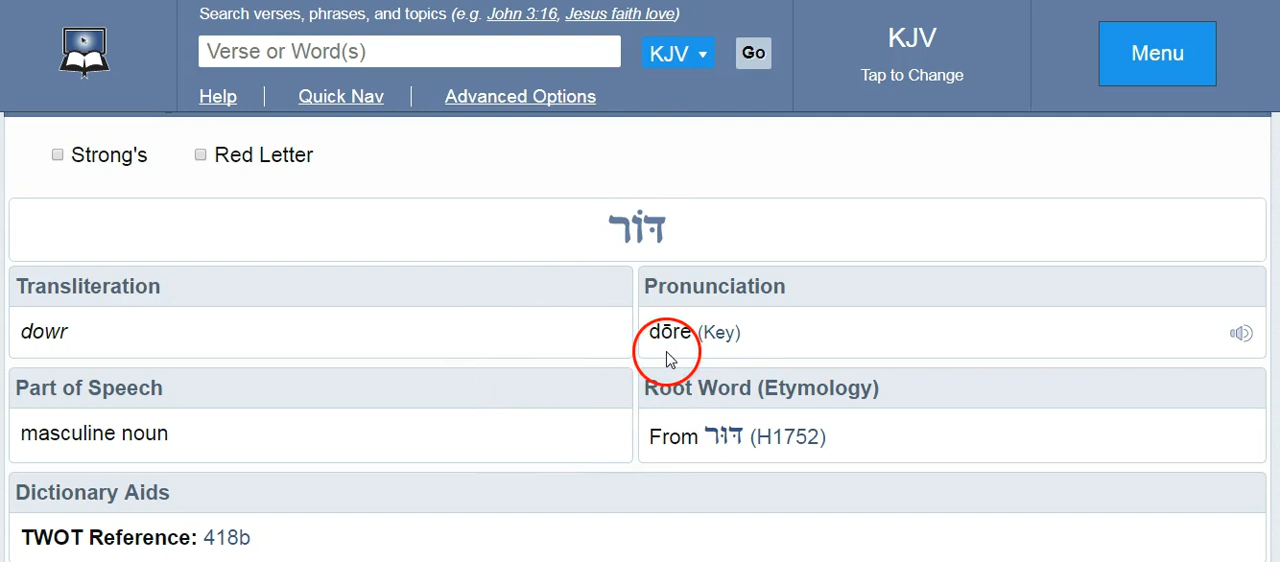 Search verses, phrases, and topics (e.g. John 3:16, Jesus faith love)
Verse or Word(s)
KJV
Go
Help
Quick Nav
Advanced Options
KJV
Tap to Change
Menu
Strong's
Red Letter
דּוֹר
Transliteration
dowr
Pronunciation
dōre (Key)
Part of Speech
masculine noun
Root Word (Etymology)
From דּוּר (H1752)
Dictionary Aids
TWOT Reference: 418b